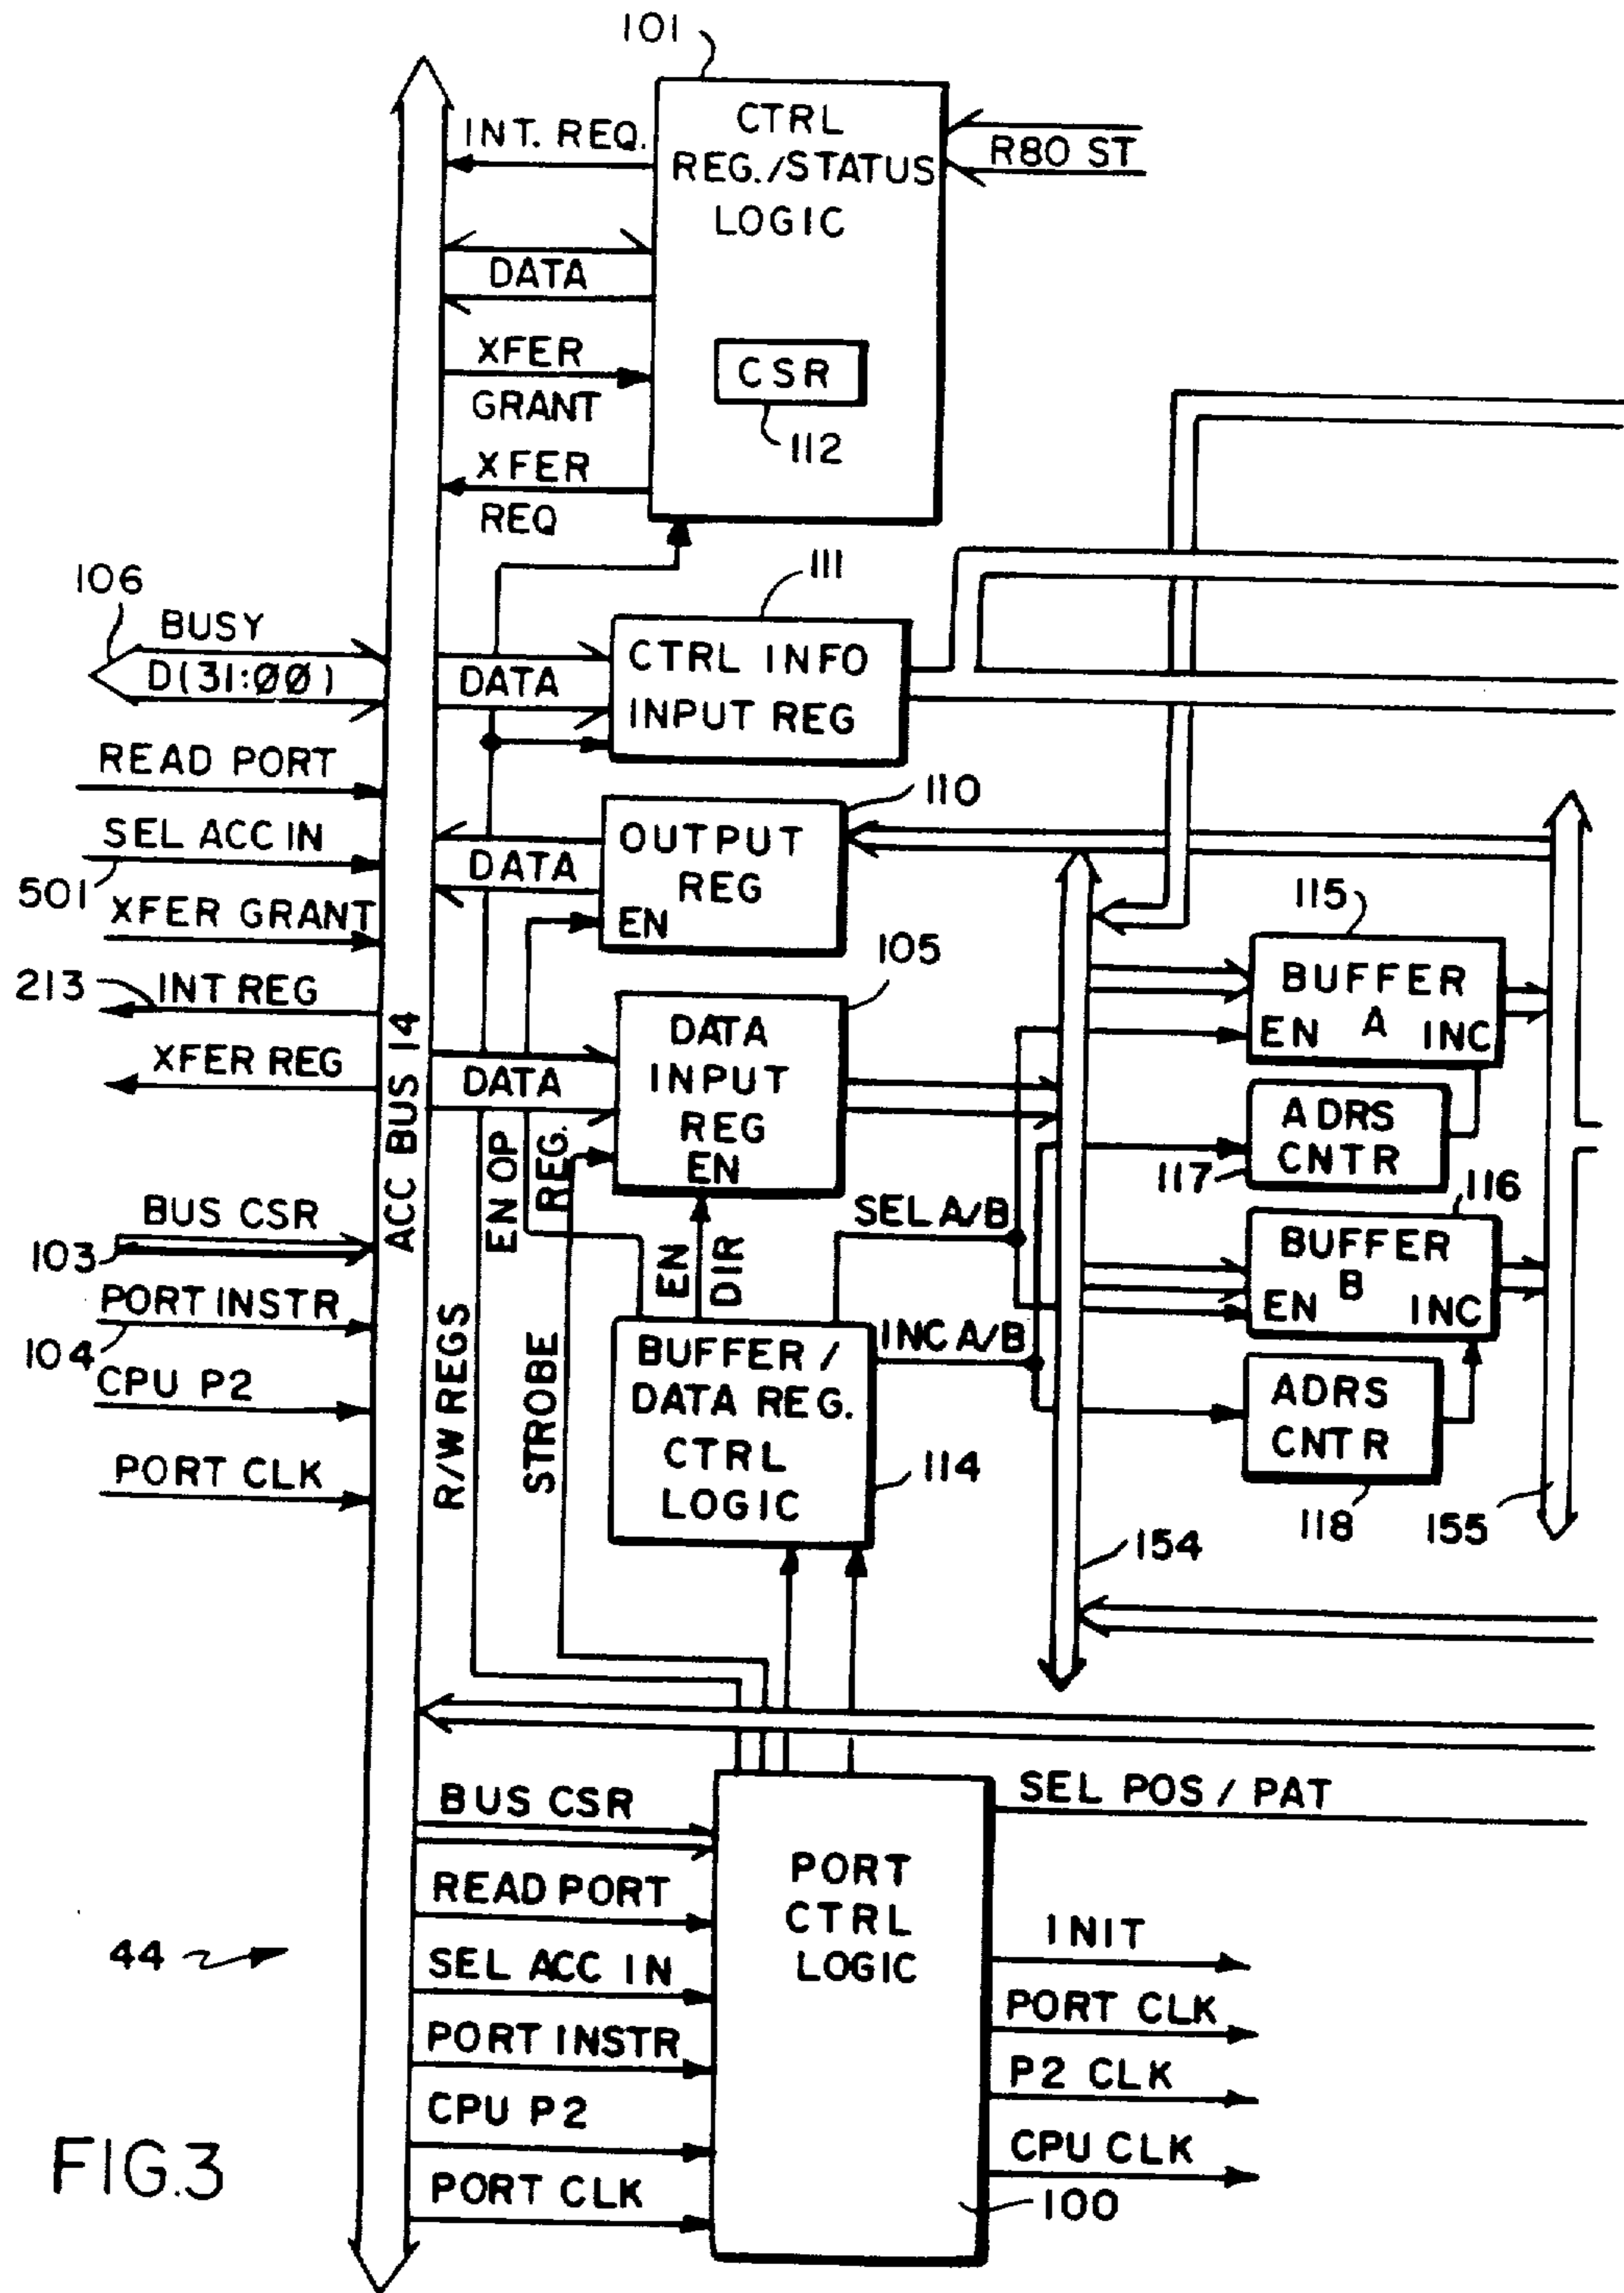 101
CTRL
REG./STATUS
LOGIC
INT. REQ.
R80 ST
DATA
XFER
GRANT
CSR
112
XFER
REQ
106
BUSY
D(31:ØØ)
111
DATA
CTRL INFO
INPUT REG
READ PORT
110
SEL ACC IN
501
DATA
OUTPUT
REG
EN
XFER GRANT
115
105
213
INT REG
BUFFER
A
EN
INC
XFER REG
ACC BUS 14
DATA
DATA
INPUT
REG
EN
ADRS
CNTR
117
EN OP
REG.
116
BUS CSR
103
SEL A/B
EN
DIR
BUFFER
B
EN
INC
PORT INSTR
104
R/W REGS
STROBE
BUFFER /
DATA REG.
CTRL
LOGIC
INC A/B
CPU P2
ADRS
CNTR
114
PORT CLK
118
155
154
BUS CSR
SEL POS / PAT
READ PORT
PORT
CTRL
LOGIC
44
SEL ACC IN
INIT
PORT INSTR
PORT CLK
CPU P2
P2 CLK
PORT CLK
CPU CLK
100
FIG.3